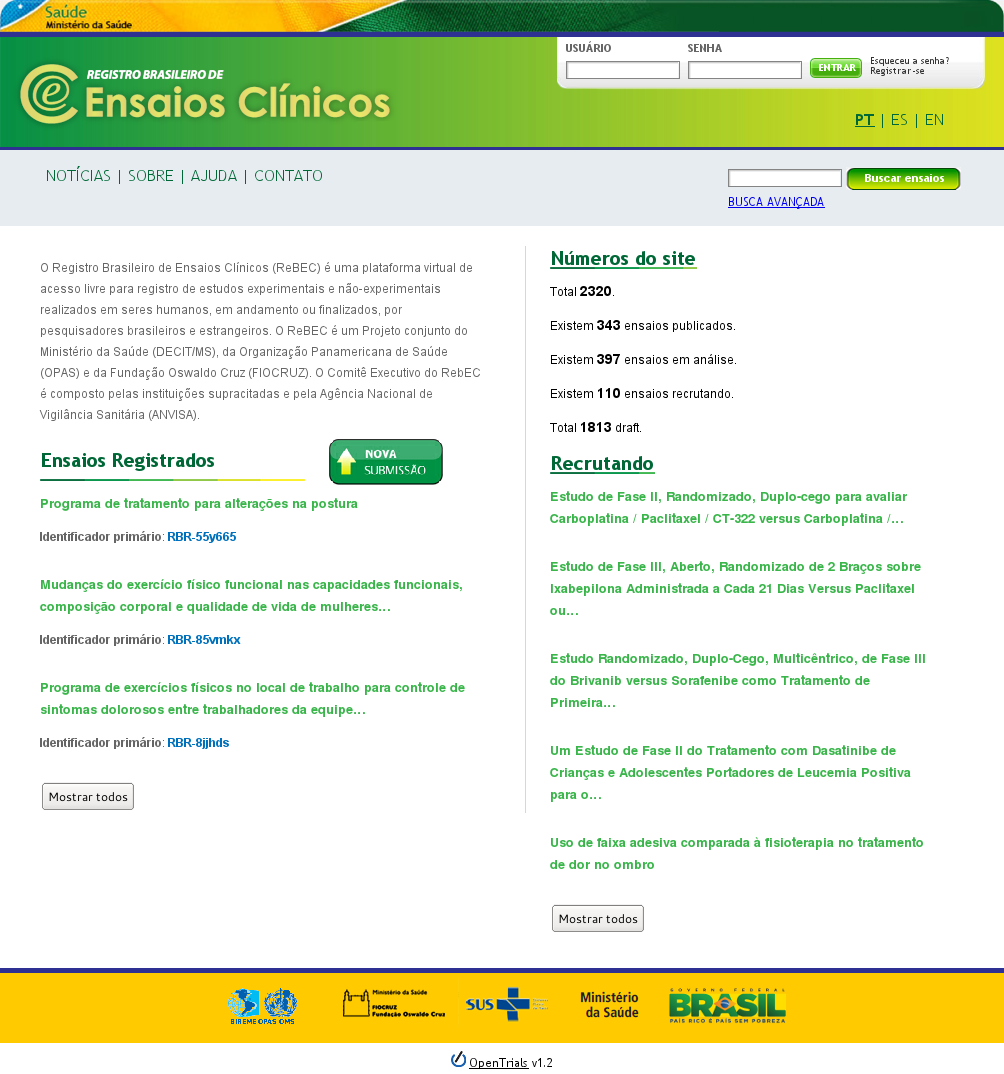 Saúde
Ministério da Saúde
USUÁRIO SENHA
ENTRAR
Esqueceu a senha?
Registrar-se
REGISTRO BRASILEIRO DE
Ensaios Clínicos
PT | ES | EN
NOTÍCIAS | SOBRE | AJUDA | CONTATO
Buscar ensaios
BUSCA AVANÇADA
O Registro Brasileiro de Ensaios Clínicos (ReBEC) é uma plataforma virtual de
acesso livre para registro de estudos experimentais e não-experimentais
realizados em seres humanos, em andamento ou finalizados, por
pesquisadores brasileiros e estrangeiros. O ReBEC é um Projeto conjunto do
Ministério da Saúde (DECIT/MS), da Organização Panamericana de Saúde
(OPAS) e da Fundação Oswaldo Cruz (FIOCRUZ). O Comitê Executivo do RebEC
é composto pelas instituições supracitadas e pela Agência Nacional de
Vigilância Sanitária (ANVISA).
Ensaios Registrados
NOVA
SUBMISSÃO
Programa de tratamento para alterações na postura
Identificador primário: RBR-55y665
Mudanças do exercício físico funcional nas capacidades funcionais,
composição corporal e qualidade de vida de mulheres...
Identificador primário: RBR-85vmkx
Programa de exercícios físicos no local de trabalho para controle de
sintomas dolorosos entre trabalhadores da equipe...
Identificador primário: RBR-8jjhds
Mostrar todos
Números do site
Total 2320.
Existem 343 ensaios publicados.
Existem 397 ensaios em análise.
Existem 110 ensaios recrutando.
Total 1813 draft.
Recrutando
Estudo de Fase II, Randomizado, Duplo-cego para avaliar
Carboplatina / Paclitaxel / CT-322 versus Carboplatina /...
Estudo de Fase III, Aberto, Randomizado de 2 Braços sobre
Ixabepilona Administrada a Cada 21 Dias Versus Paclitaxel
ou...
Estudo Randomizado, Duplo-Cego, Multicêntrico, de Fase III
do Brivanib versus Sorafenibe como Tratamento de
Primeira...
Um Estudo de Fase II do Tratamento com Dasatinibe de
Crianças e Adolescentes Portadores de Leucemia Positiva
para o...
Uso de faixa adesiva comparada à fisioterapia no tratamento
de dor no ombro
Mostrar todos
BIREME OPAS OMS
Ministério da Saúde
FIOCRUZ
Fundação Oswaldo Cruz
SUS
Ministério
da Saúde
GOVERNO FEDERAL
BRASIL
PAÍS RICO É PAÍS SEM POBREZA
OpenTrials v1.2